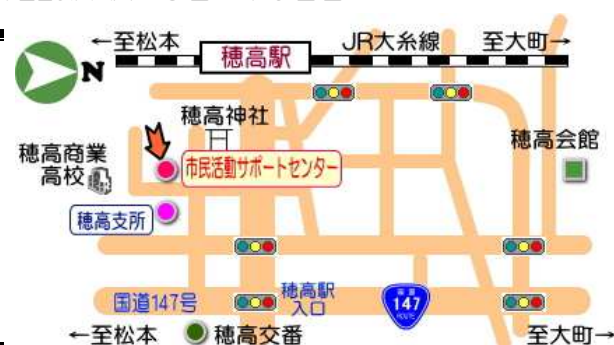 ←至松本
穂高駅
JR大糸線
至大町→
N
穂高神社
穂高会館
穂高商業
高校
市民活動サポートセンター
穂高支所
国道147号
穂高駅
入口
147
ROUTE
←至松本
穂高交番
至大町→